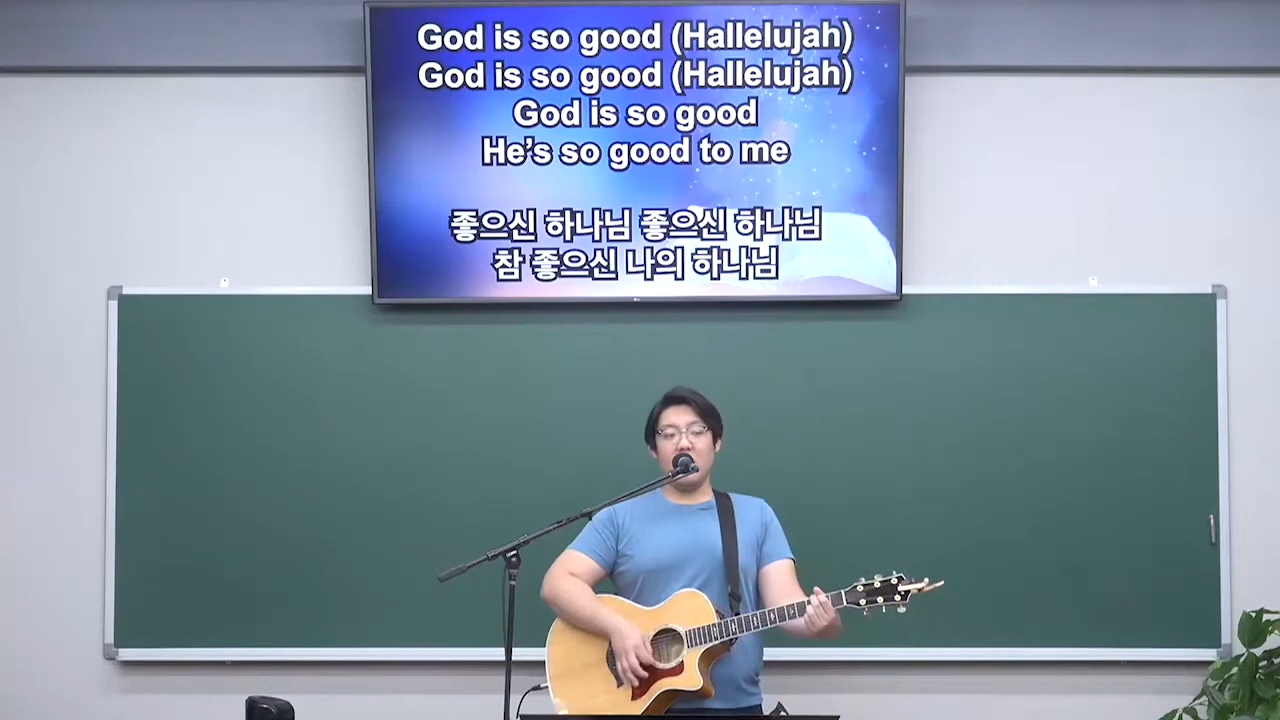 God is so good (Hallelujah)
God is so good (Hallelujah)
God is so good
He's so good to me
좋으신 하나님 좋으신 하나님
참 좋으신 나의 하나님